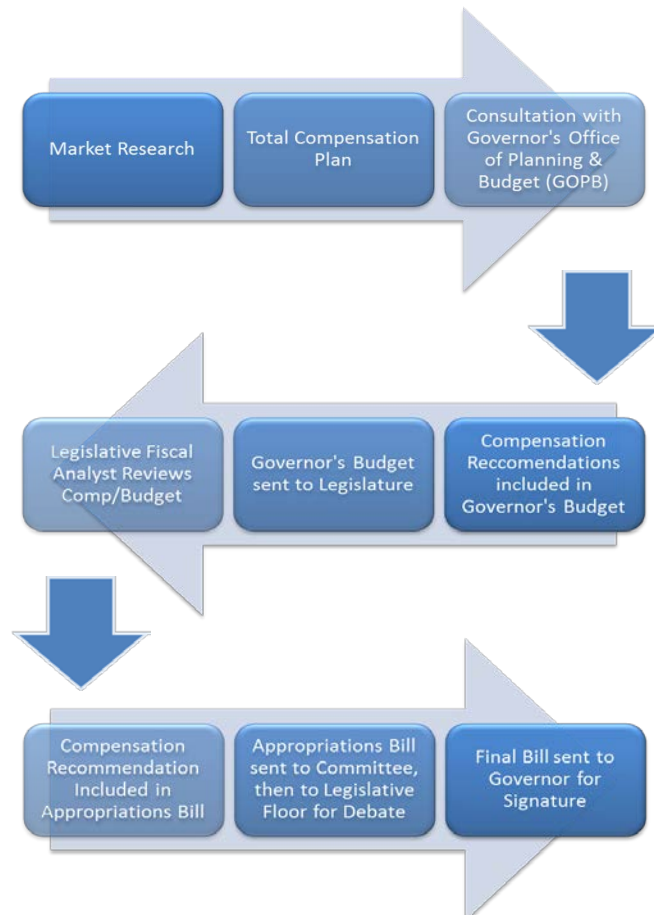 Market Research
Total Compensation
Plan
Consultation with
Governor's Office
of Planning &
Budget (GOPB)
Legislative Fiscal
Analyst Reviews
Comp/Budget
Governor's Budget
sent to Legislature
Compensation
Reccomendations
included in
Governor's Budget
Compensation
Recommendation
Included in
Appropriations Bill
Appropriations Bill
sent to Committee,
then to Legislative
Floor for Debate
Final Bill sent to
Governor for
Signature